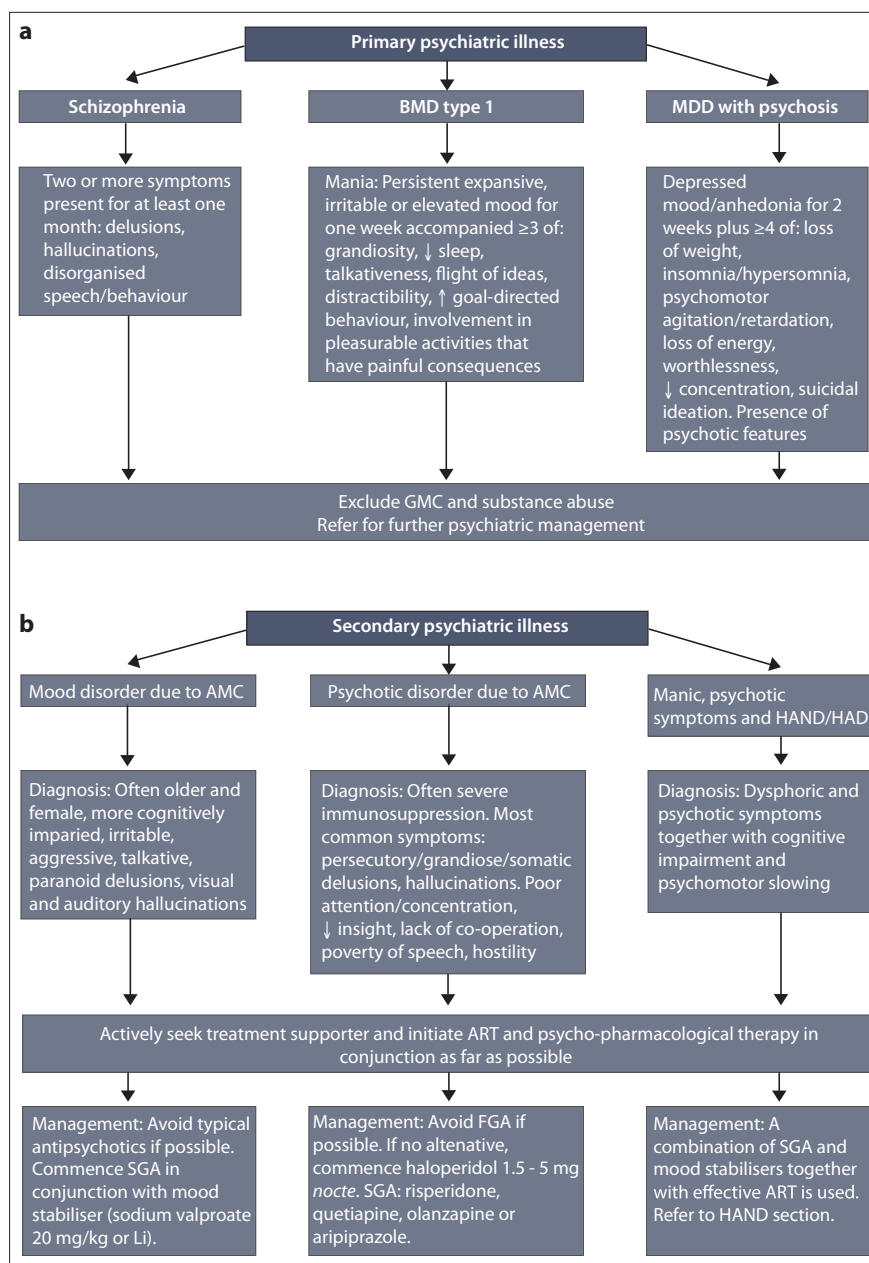 a
Primary psychiatric illness
Schizophrenia
BMD type 1
MDD with psychosis
Two or more symptoms
present for at least one
month: delusions,
hallucinations,
disorganised
speech/behaviour
Mania: Persistent expansive,
irritable or elevated mood for
one week accompanied ≥3 of:
grandiosity, ↓ sleep,
talkativeness, flight of ideas,
distractibility, ↑ goal-directed
behaviour, involvement in
pleasurable activities that
have painful consequences
Depressed
mood/anhedonia for 2
weeks plus ≥4 of: loss
of weight,
insomnia/hypersomnia,
psychomotor
agitation/retardation,
loss of energy,
worthlessness,
↓ concentration, suicidal
ideation. Presence of
psychotic features
Exclude GMC and substance abuse
Refer for further psychiatric management
b
Secondary psychiatric illness
Mood disorder due to AMC
Psychotic disorder due to AMC
Manic, psychotic
symptoms and HAND/HAD
Diagnosis: Often older and
female, more cognitively
imparied, irritable,
aggressive, talkative,
paranoid delusions, visual
and auditory hallucinations
Diagnosis: Often severe
immunosuppression. Most
common symptoms:
persecutory/grandiose/somatic
delusions, hallucinations. Poor
attention/concentration,
↓ insight, lack of co-operation,
poverty of speech, hostility
Diagnosis: Dysphoric and
psychotic symptoms
together with cognitive
impairment and
psychomotor slowing
Actively seek treatment supporter and initiate ART and psycho-pharmacological therapy in
conjunction as far as possible
Management: Avoid typical
antipsychotics if possible.
Commence SGA in
conjunction with mood
stabiliser (sodium valproate
20 mg/kg or Li).
Management: Avoid FGA if
possible. If no altenative,
commence haloperidol 1.5 - 5 mg
nocte. SGA: risperidone,
quetiapine, olanzapine or
aripiprazole.
Management: A
combination of SGA and
mood stabilisers together
with effective ART is used.
Refer to HAND section.